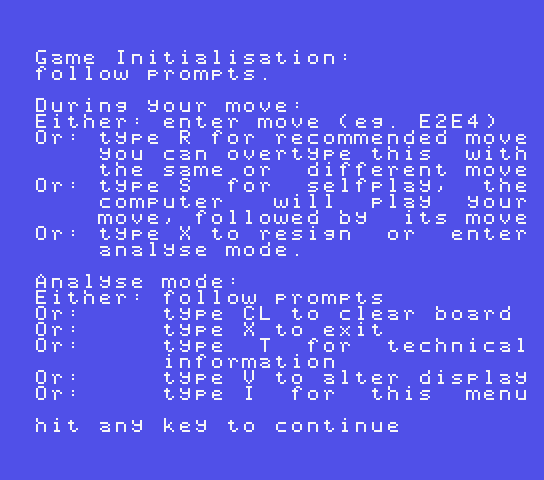 Game Initialisation:
follow prompts.
During your move:
Either: enter move (eg. E2E4)
Or: type R for recommended move
you can overtype this with
the same or different move
Or: type S for selfplay, the
computer will play your
move, followed by its move
Or: type X to resign or enter
analyse mode.
Analyse mode:
Either: follow prompts
Or: type CL to clear board
Or: type X to exit
Or: type T for technical
information
Or: type V to alter display
Or: type I for this menu
hit any key to continue